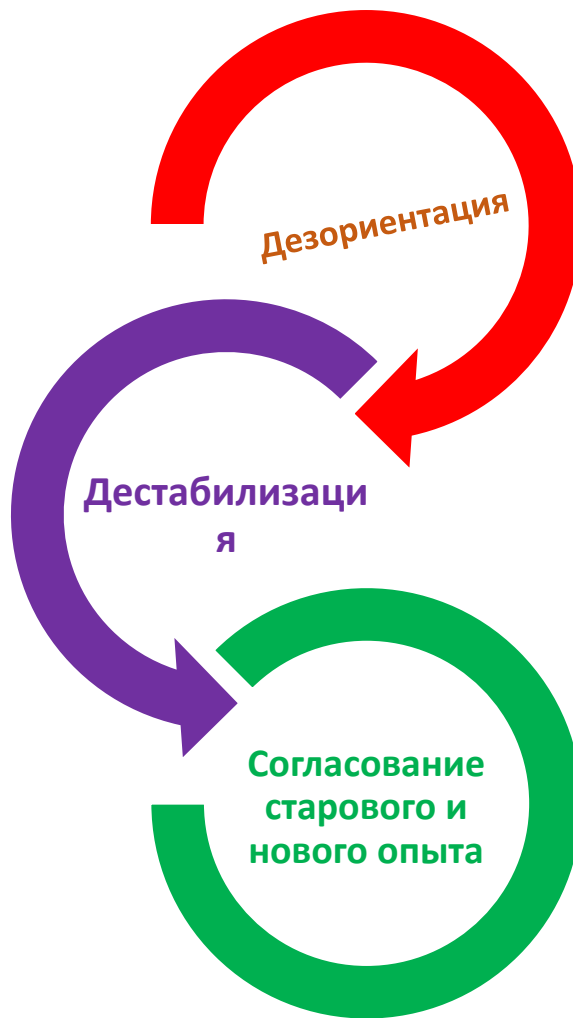 Дезориентация
Дестабилизаци
я
Согласование
старового и
нового опыта